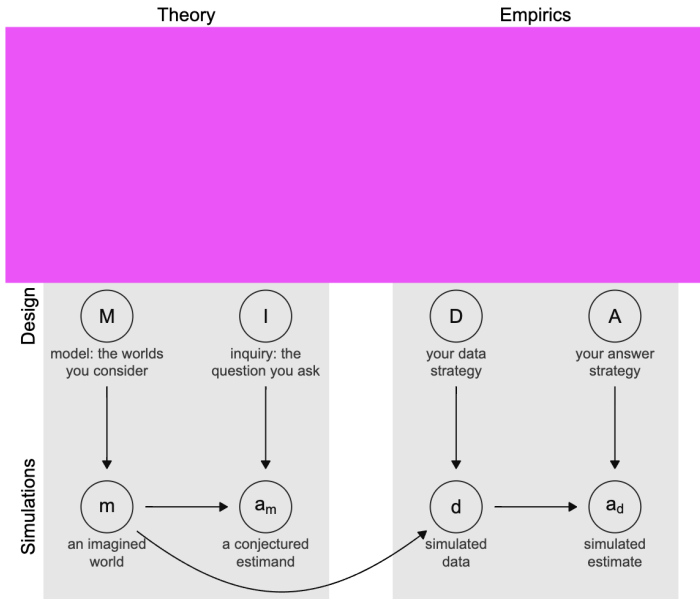 Theory
Empirics
Design
M
I
D
A
model: the worlds
you consider
inquiry: the
question you ask
your data
strategy
your answer
strategy
Simulations
m
am
d
ad
an imagined
world
a conjectured
estimand
simulated
data
simulated
estimate